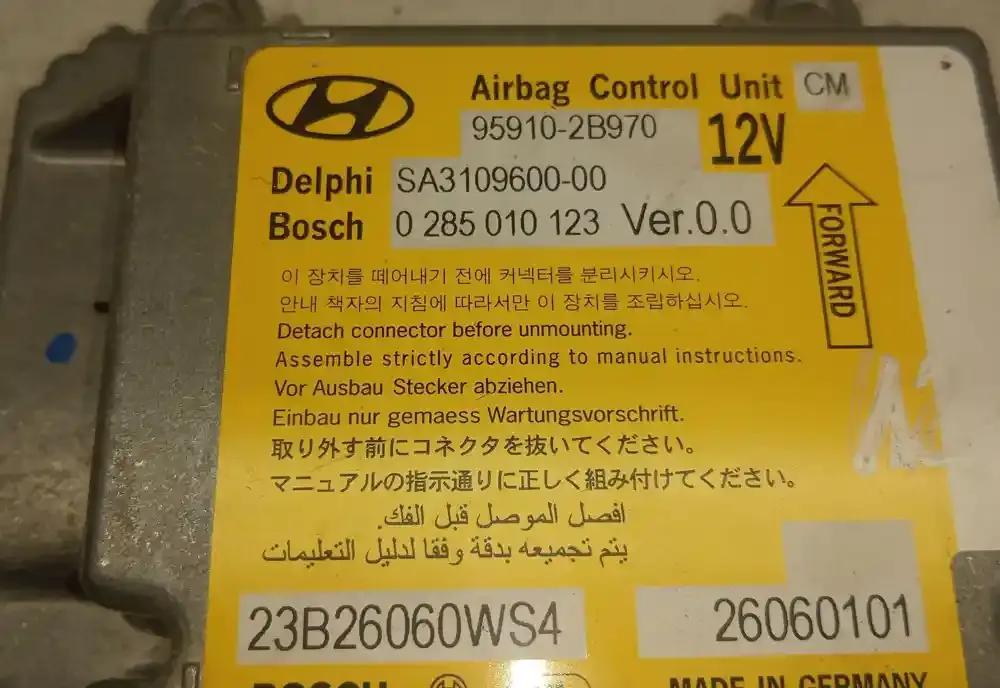 Airbag Control Unit CM
95910-2B970 12V
Delphi SA3109600-00
Bosch 0 285 010 123 Ver.0.0
FORWARD
이 장치를 떼어내기 전에 커넥터를 분리시키시오.
안내 책자의 지침에 따라서만 이 장치를 조립하십시오.
Detach connector before unmounting.
Assemble strictly according to manual instructions.
Vor Ausbau Stecker abziehen.
Einbau nur gemaess Wartungsvorschrift.
取り外す前にコネクタを抜いてください。
マニュアルの指示通りに正しく組み付けてください。
افصل الموصل قبل الفك.
يتم تجميعه بدقة وفقا لدليل التعليمات
23B26060WS4 26060101
BOSCH MADE IN GERMANY